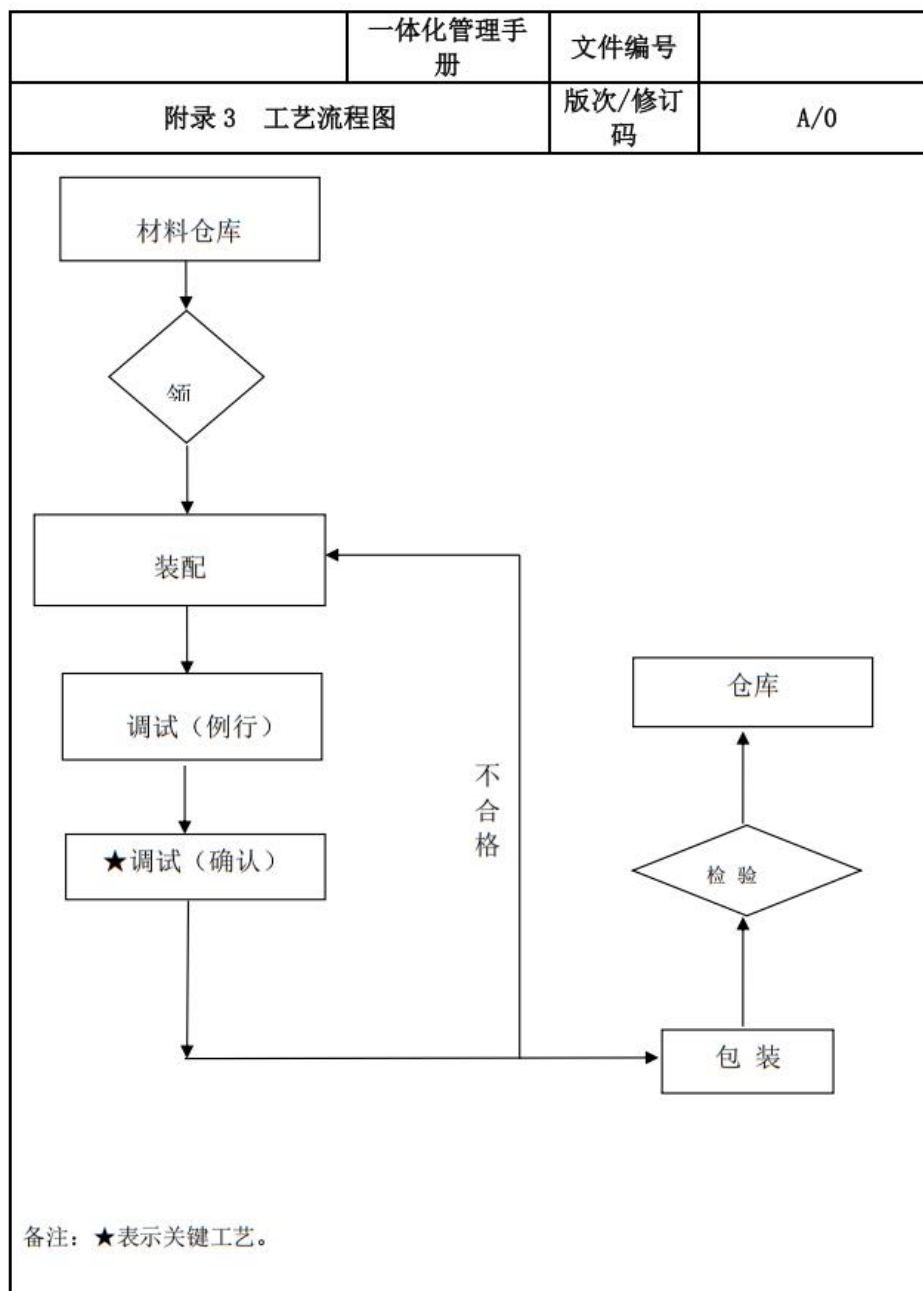 一体化管理手
册
文件编号
附录 3 工艺流程图
版次/修订
码
A/0
材料仓库
领
装配
调试（例行）
★调试（确认）
不
合
格
仓库
检 验
包 装
备注：★表示关键工艺。